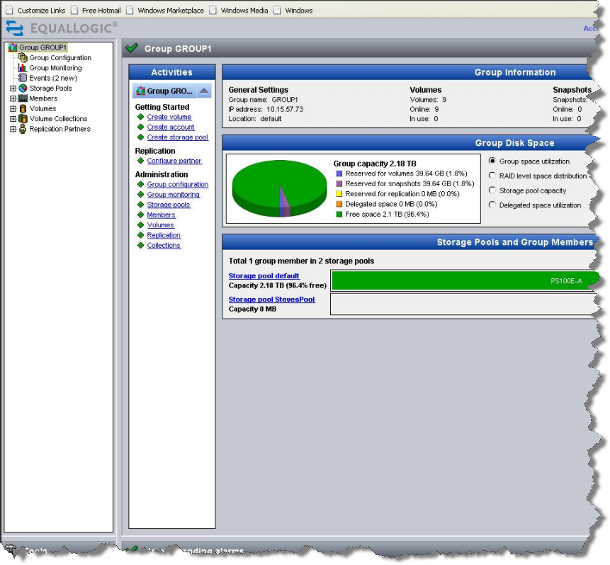 Customize Links Free Hotmail Windows Marketplace Windows Media Windows
EQUALLOGIC®
Group GROUP1
Group Configuration
Group Monitoring
Events (2 new)
Storage Pools
Members
Volumes
Volume Collections
Replication Partners
Group GROUP1
Activities
Group GRO...
Getting Started
Create volume
Create account
Create storage pool
Replication
Configure partner
Administration
Group configuration
Group monitoring
Storage pools
Members
Volumes
Replication
Collections
Group Information
General Settings
Group name: GROUP1
IP address: 10.15.57.73
Location: default
Volumes
Volumes: 9
Online: 9
In use: 0
Snapshots
Snapshots:
Online: 0
In use: 0
Group Disk Space
Group capacity 2.18 TB
Reserved for volumes 39.64 GB (1.8%)
Reserved for snapshots 39.64 GB (1.8%)
Reserved for replication 0 MB (0.0%)
Delegated space 0 MB (0.0%)
Free space 2.1 TB (96.4%)
Group space utilization
RAID level space distribution
Storage pool capacity
Delegated space utilization
Storage Pools and Group Members
Total 1 group member in 2 storage pools
Storage pool default
Capacity 2.18 TB (96.4% free)
PS100E-A
Storage pool StevesPool
Capacity 0 MB
Tools
alarms